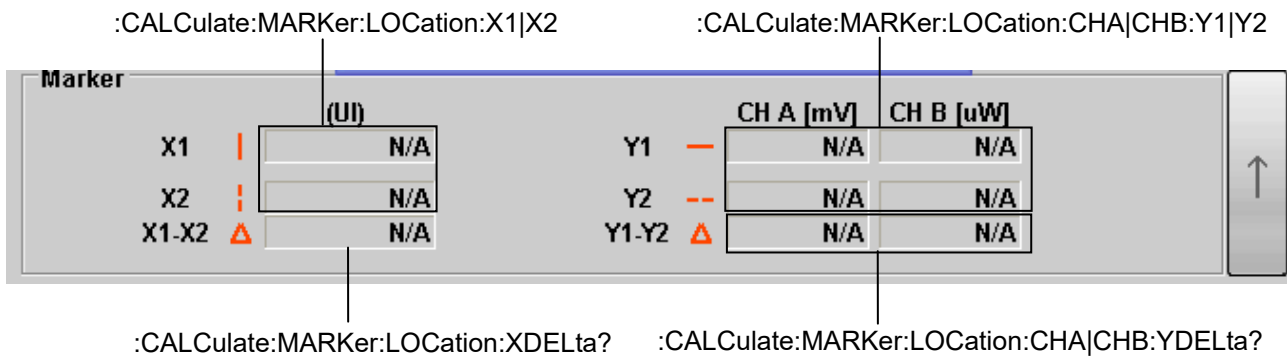 :CALCulate:MARKer:LOCation:X1|X2 :CALCulate:MARKer:LOCation:CHA|CHB:Y1|Y2
Marker
(UI) CH A [mV] CH B [uW]
X1 N/A Y1 N/A N/A
X2 N/A Y2 N/A N/A
X1-X2 N/A Y1-Y2 N/A N/A
:CALCulate:MARKer:LOCation:XDELta? :CALCulate:MARKer:LOCation:CHA|CHB:YDELta?